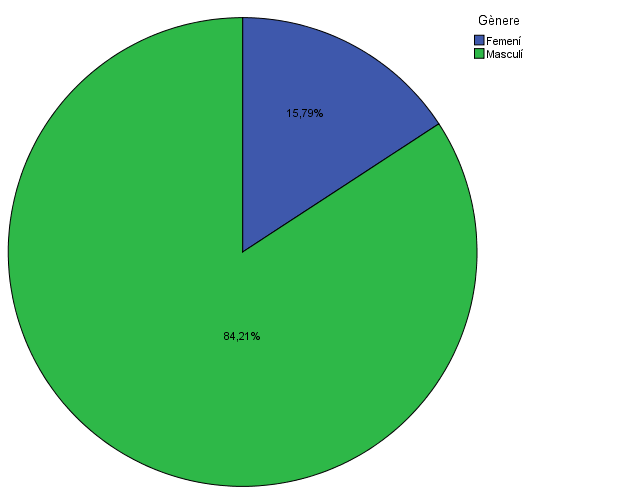 Gènere
Femení
Masculí
15,79%
84,21%